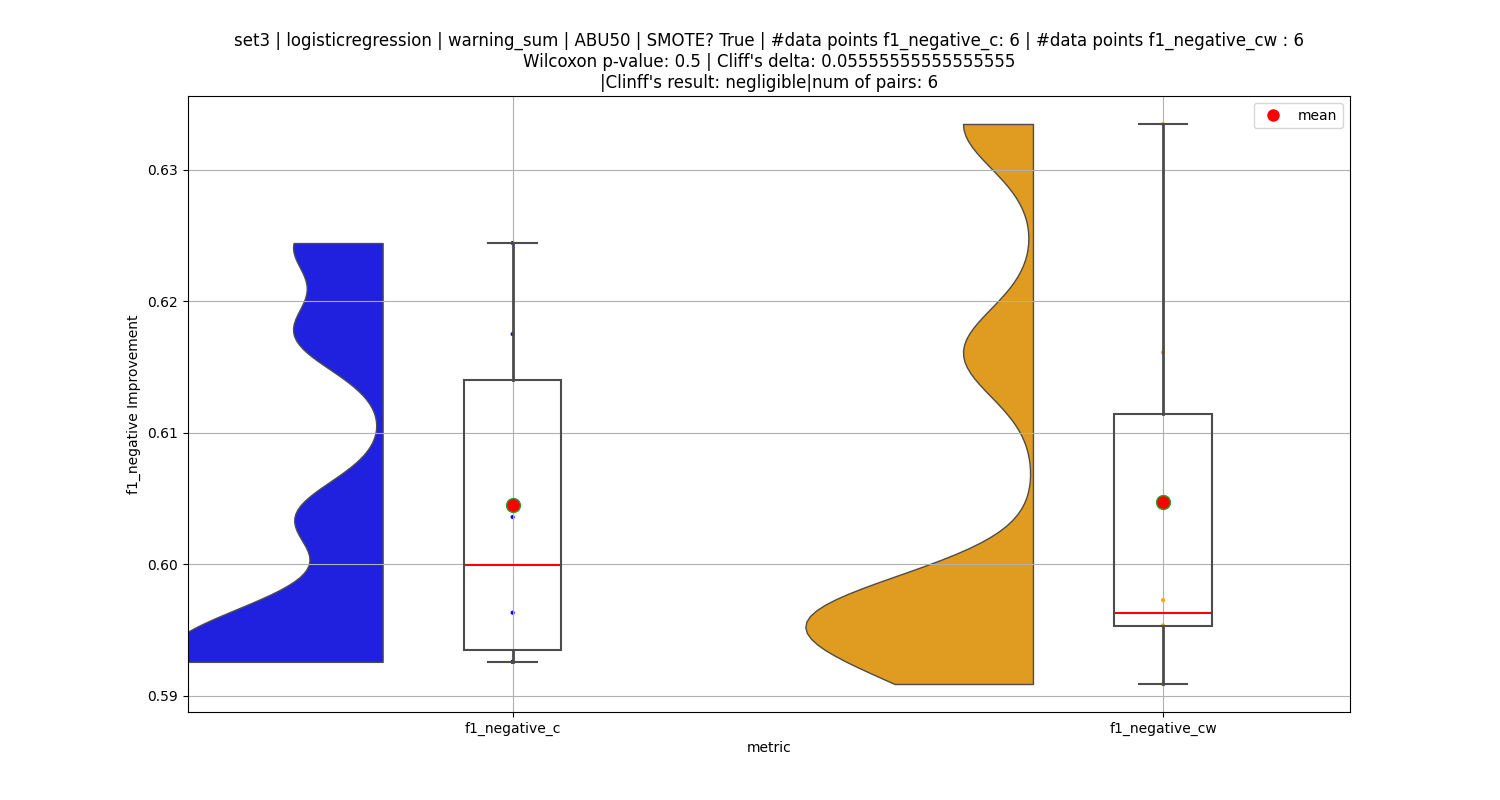 set3 | logisticregression | warning_sum | ABU50 | SMOTE? True | #data points f1_negative_c: 6 | #data points f1_negative_cw : 6
Wilcoxon p-value: 0.5 | Cliff's delta: 0.05555555555555555
|Clinff's result: negligible|num of pairs: 6
mean
0.63
0.62
0.61
0.60
0.59
f1_negative Improvement
f1_negative_c
f1_negative_cw
metric